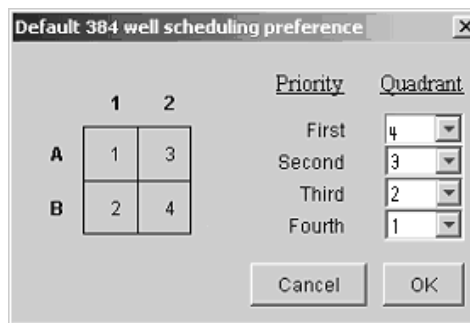 Default 384 well scheduling preference
1 2
A 1 3
B 2 4
Priority Quadrant
First 4
Second 3
Third 2
Fourth 1
Cancel OK